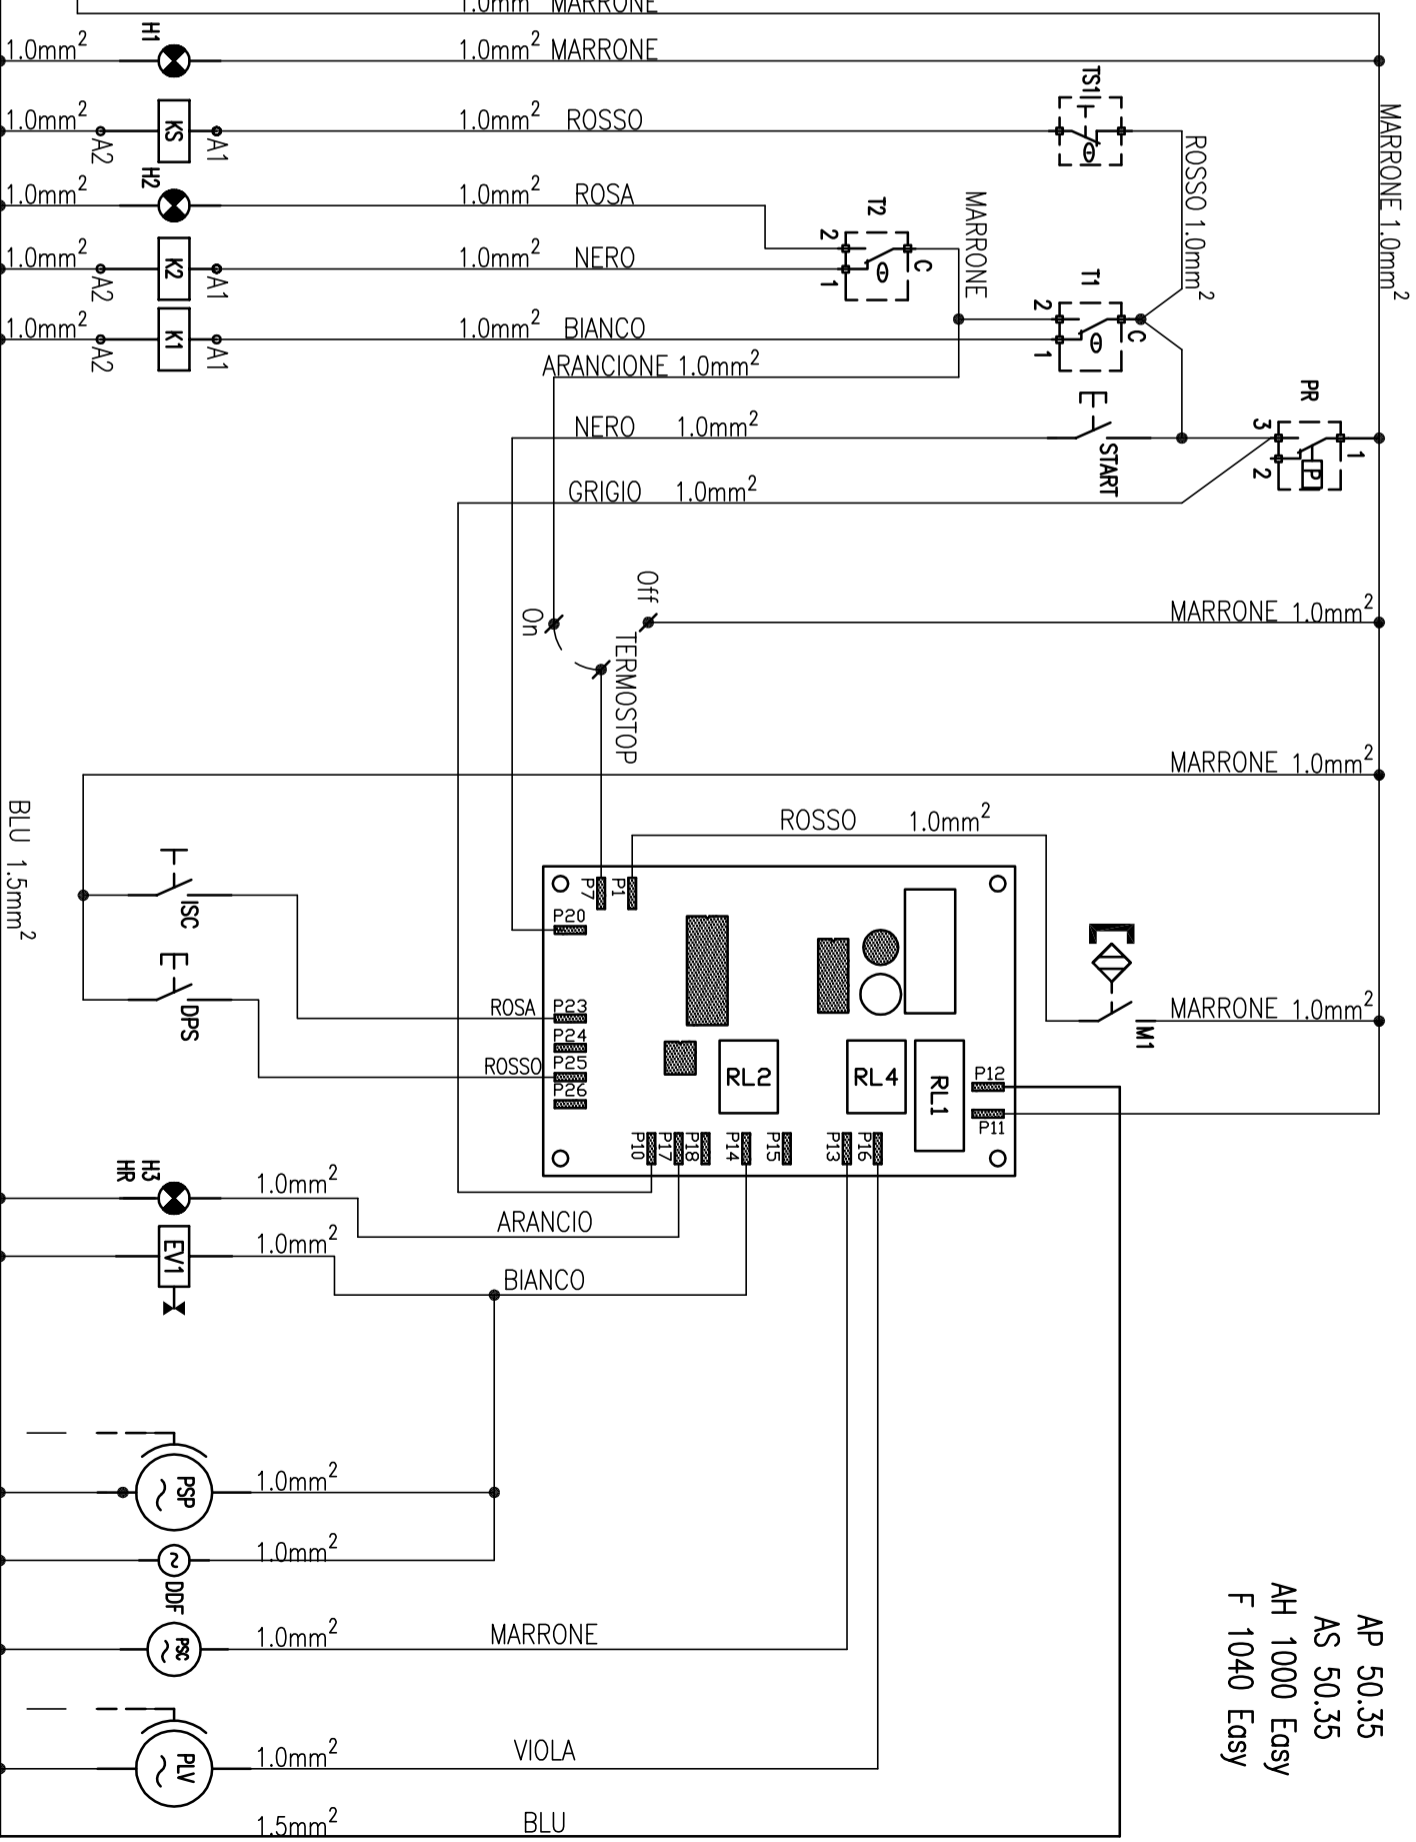 1.0mm² MARRONE
H1
1.0mm²
1.0mm² MARRONE
TS1
MARRONE 1.0mm²
1.0mm²
KS
A2
A1
1.0mm² ROSSO
θ
ROSSO 1.0mm²
H2
1.0mm²
1.0mm² ROSA
T2
2
C
1
θ
MARRONE
1.0mm²
K2
A2
A1
1.0mm² NERO
T1
2
C
1
θ
1.0mm²
K1
A2
A1
1.0mm² BIANCO
ARANCIONE 1.0mm²
PR
3
1
2
P
NERO 1.0mm²
START
GRIGIO 1.0mm²
Off
On
TERMOSTOP
MARRONE 1.0mm²
MARRONE 1.0mm²
BLU 1.5mm²
ROSSO 1.0mm²
ISC
DPS
P7
P1
P20
ROSA
P23
P24
ROSSO
P25
P26
RL2
RL4
RL1
P12
P11
MARRONE 1.0mm²
M1
P10
P17
P18
P14
P15
P13
P16
H3
HR
1.0mm²
ARANCIO
EV1
1.0mm²
BIANCO
PSP
1.0mm²
DDF
1.0mm²
PSC
1.0mm²
MARRONE
PLV
1.0mm²
VIOLA
1.5mm²
BLU
AP 50.35
AS 50.35
AH 1000 Easy
F 1040 Easy